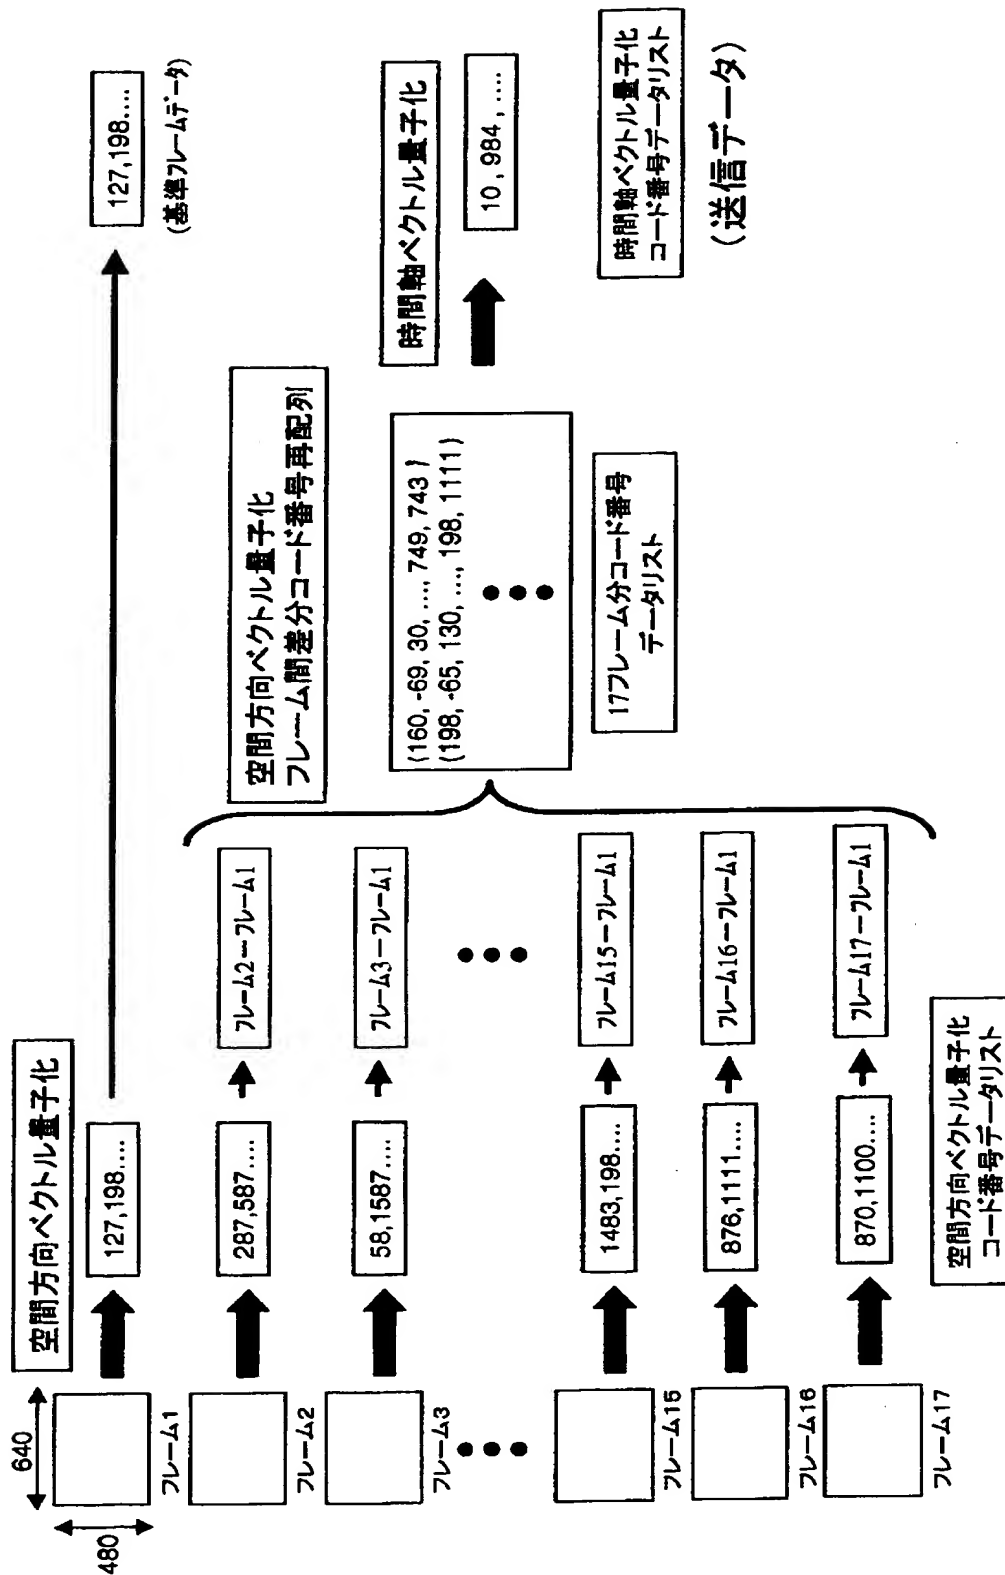 640
480
フレーム1
フレーム2
フレーム3
フレーム15
フレーム16
フレーム17
空間方向ベクトル量子化
127,198....
287,587....
58,1587....
1483,198....
876,1111....
870,1100....
空間方向ベクトル量子化
コード番号データリスト
フレーム2ーフレーム1
フレーム3ーフレーム1
フレーム15ーフレーム1
フレーム16ーフレーム1
フレーム17ーフレーム1
空間方向ベクトル量子化
フレーム間差分コード番号再配列
(160, -69, 30, ...., 749, 743 )
(198, -65, 130, ...., 198, 1111)
17フレーム分コード番号
データリスト
127,198....
(基準フレームデータ)
時間軸ベクトル量子化
10 ,984 , ....
時間軸ベクトル量子化
コード番号データリスト
(送信データ)